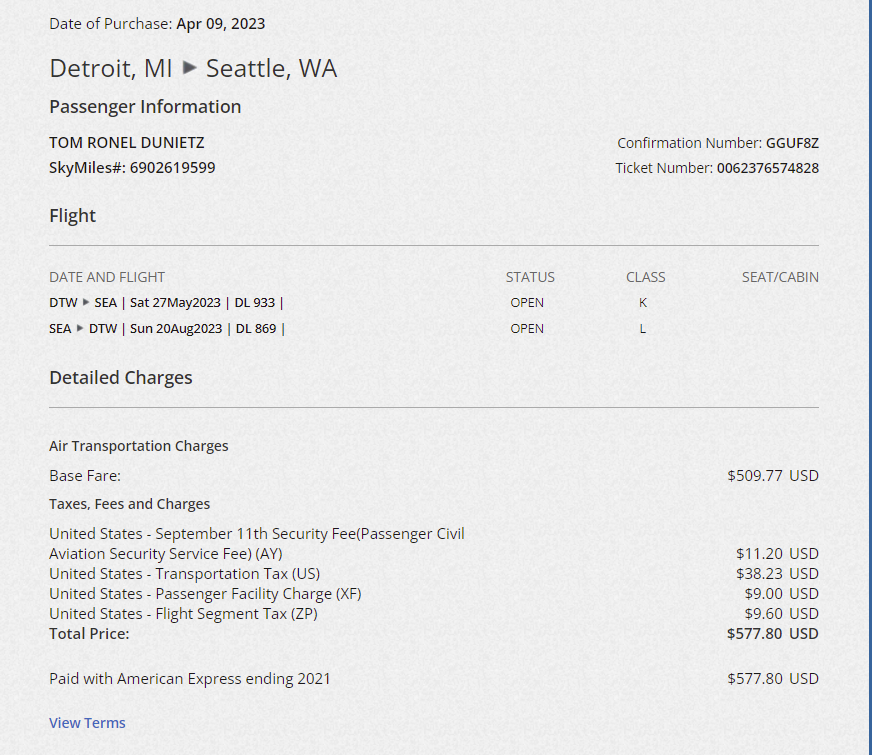 Date of Purchase: Apr 09, 2023
Detroit, MI ▶ Seattle, WA
Passenger Information
TOM RONEL DUNIETZ Confirmation Number: GGUF8Z
SkyMiles#: 6902619599 Ticket Number: 0062376574828
Flight
DATE AND FLIGHT STATUS CLASS SEAT/CABIN
DTW ▶ SEA | Sat 27May2023 | DL 933 | OPEN K
SEA ▶ DTW | Sun 20Aug2023 | DL 869 | OPEN L
Detailed Charges
Air Transportation Charges
Base Fare: $509.77 USD
Taxes, Fees and Charges
United States - September 11th Security Fee(Passenger Civil
Aviation Security Service Fee) (AY) $11.20 USD
United States - Transportation Tax (US) $38.23 USD
United States - Passenger Facility Charge (XF) $9.00 USD
United States - Flight Segment Tax (ZP) $9.60 USD
Total Price: $577.80 USD
Paid with American Express ending 2021 $577.80 USD
View Terms